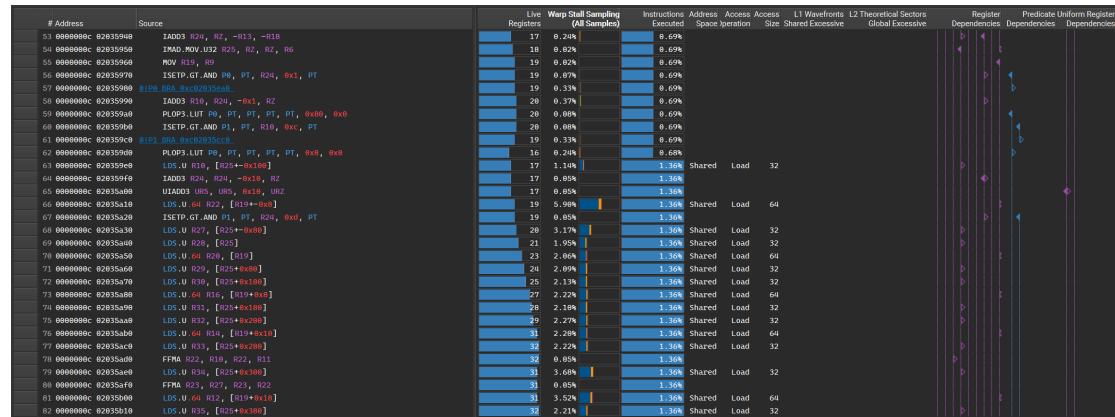 # Address Source Live Registers Warp Stall Sampling (All Samples) Instructions Executed Address Space Access Operation Access Size L1 Wavefronts Shared Excessive L2 Theoretical Sectors Global Excessive Register Dependencies Predicate Dependencies Uniform Register Dependencies
53 0000000c 02035940 IADD3 R24, RZ, -R13, -R18 17 0.24% 0.69%
54 0000000c 02035950 IMAD.MOV.U32 R25, RZ, RZ, R6 18 0.02% 0.69%
55 0000000c 02035960 MOV R19, R9 19 0.02% 0.69%
56 0000000c 02035970 ISETP.GT.AND P0, PT, R24, 0x1, PT 19 0.07% 0.69%
57 0000000c 02035980 @!P0 BRA 0xc02035ea0 19 0.33% 0.69%
58 0000000c 02035990 IADD3 R10, R24, -0x1, RZ 20 0.37% 0.69%
59 0000000c 020359a0 PLOP3.LUT P0, PT, PT, PT, PT, 0x80, 0x0 20 0.08% 0.69%
60 0000000c 020359b0 ISETP.GT.AND P1, PT, R10, 0xc, PT 20 0.08% 0.69%
61 0000000c 020359c0 @!P1 BRA 0xc02035cc0 19 0.33% 0.69%
62 0000000c 020359d0 PLOP3.LUT P0, PT, PT, PT, PT, 0x8, 0x0 16 0.24% 0.68%
63 0000000c 020359e0 LDS.U R10, [R25+-0x100] 17 1.14% 1.36% Shared Load 32
64 0000000c 020359f0 IADD3 R24, R24, -0x10, RZ 17 0.05% 1.36%
65 0000000c 02035a00 UIADD3 UR5, UR5, 0x10, URZ 17 0.05% 1.36%
66 0000000c 02035a10 LDS.U.64 R22, [R19+-0x8] 19 5.90% 1.36% Shared Load 64
67 0000000c 02035a20 ISETP.GT.AND P1, PT, R24, 0xd, PT 19 0.05% 1.36%
68 0000000c 02035a30 LDS.U R27, [R25+-0x80] 20 3.17% 1.36% Shared Load 32
69 0000000c 02035a40 LDS.U R28, [R25] 21 1.95% 1.36% Shared Load 32
70 0000000c 02035a50 LDS.U.64 R20, [R19] 23 2.06% 1.36% Shared Load 64
71 0000000c 02035a60 LDS.U R29, [R25+0x80] 24 2.09% 1.36% Shared Load 32
72 0000000c 02035a70 LDS.U R30, [R25+0x100] 25 2.13% 1.36% Shared Load 32
73 0000000c 02035a80 LDS.U.64 R16, [R19+0x8] 27 2.22% 1.36% Shared Load 64
74 0000000c 02035a90 LDS.U R31, [R25+0x180] 28 2.10% 1.36% Shared Load 32
75 0000000c 02035aa0 LDS.U R32, [R25+0x200] 29 2.27% 1.36% Shared Load 32
76 0000000c 02035ab0 LDS.U.64 R14, [R19+0x10] 31 2.20% 1.36% Shared Load 64
77 0000000c 02035ac0 LDS.U R33, [R25+0x280] 32 2.22% 1.36% Shared Load 32
78 0000000c 02035ad0 FFMA R22, R10, R22, R11 32 0.05% 1.36%
79 0000000c 02035ae0 LDS.U R34, [R25+0x300] 31 3.68% 1.36% Shared Load 32
80 0000000c 02035af0 FFMA R23, R27, R23, R22 31 0.05% 1.36%
81 0000000c 02035b00 LDS.U.64 R12, [R19+0x18] 31 3.52% 1.36% Shared Load 64
82 0000000c 02035b10 LDS.U R35, [R25+0x380] 32 2.21% 1.36% Shared Load 32